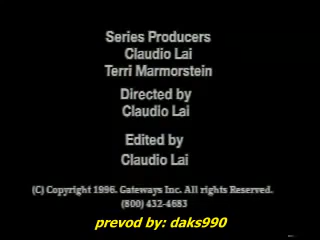 Series Producers
Claudio Lai
Terri Marmorstein
Directed by
Claudio Lai
Edited by
Claudio Lai
(C) Copyright 1996. Gateways Inc. All rights Reserved.
(800) 432-4683
prevod by: daks990